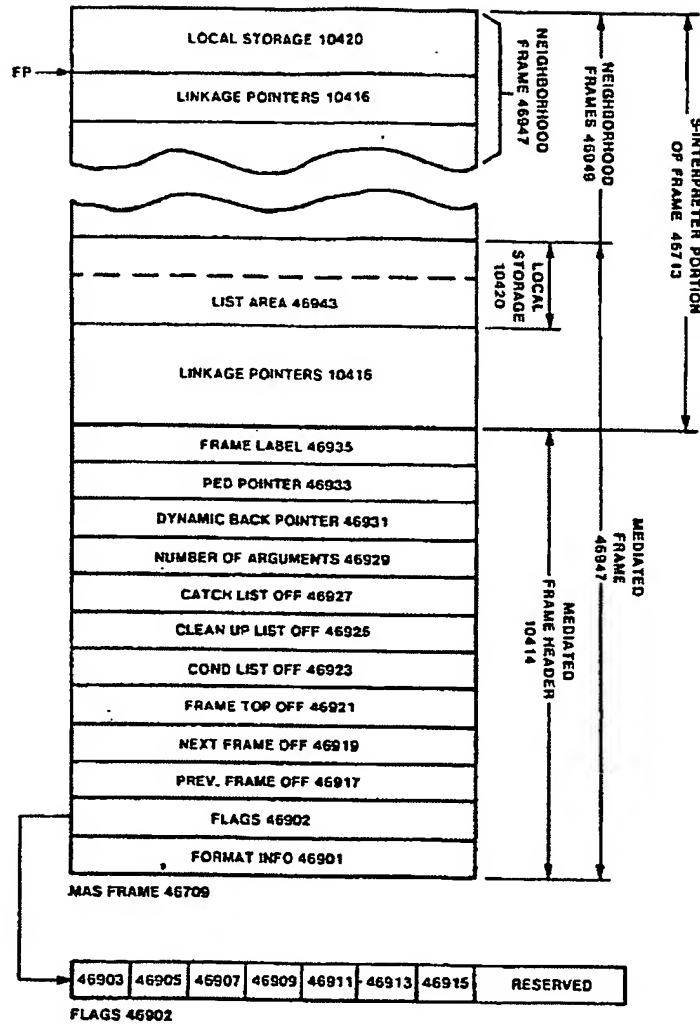 LOCAL STORAGE 10420
FP
LINKAGE POINTERS 10416
NEIGHBORHOOD
FRAME 46947
NEIGHBORHOOD
FRAMES 46049
S-INTERPRETER PORTION
OF FRAME 46713
LIST AREA 46943
LOCAL
STORAGE
10420
LINKAGE POINTERS 10416
FRAME LABEL 46935
PED POINTER 46933
DYNAMIC BACK POINTER 46931
NUMBER OF ARGUMENTS 46929
CATCH LIST OFF 46927
CLEAN UP LIST OFF 46925
COND LIST OFF 46923
FRAME TOP OFF 46921
NEXT FRAME OFF 46919
PREV. FRAME OFF 46917
FLAGS 46902
FORMAT INFO 46901
MEDIATED
FRAME HEADER
10414
MEDIATED
FRAME
46947
MAS FRAME 46709
46903 46905 46907 46909 46911 46913 46915 RESERVED
FLAGS 46902